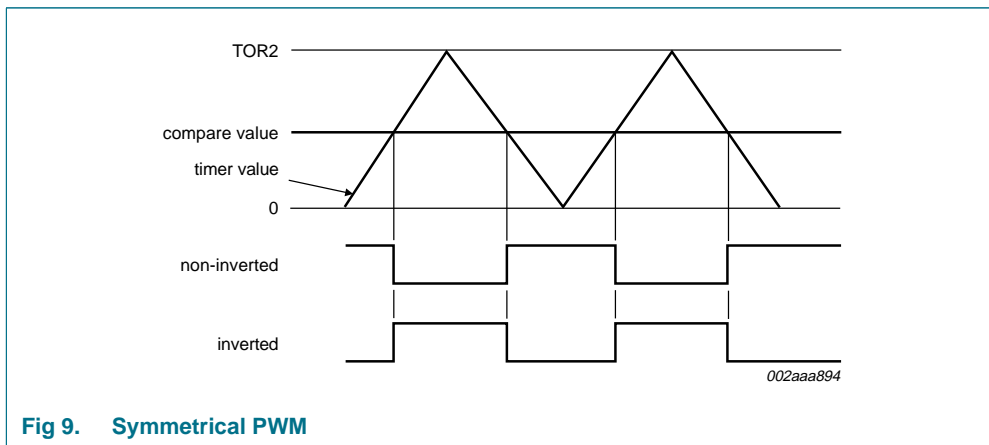 TOR2
compare value
timer value
0
non-inverted
inverted
002aaa894
Fig 9. Symmetrical PWM